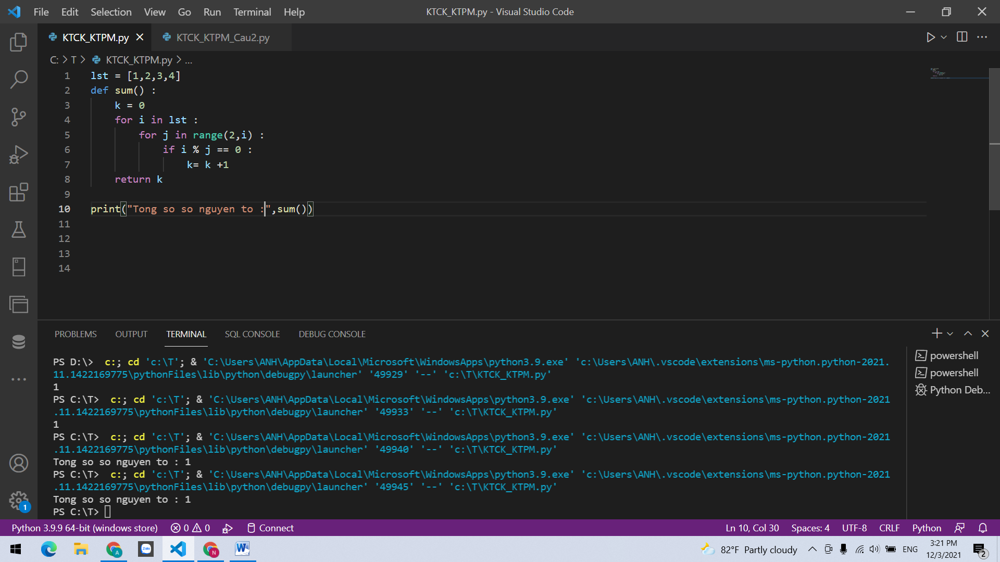 File Edit Selection View Go Run Terminal Help KTCK_KTPM.py - Visual Studio Code
KTCK_KTPM.py KTCK_KTPM_Cau2.py
C: > T > KTCK_KTPM.py > ...
1 lst = [1,2,3,4]
2 def sum() :
3 k = 0
4 for i in lst :
5 for j in range(2,i) :
6 if i % j == 0 :
7 k= k +1
8 return k
9
10 print("Tong so so nguyen to :",sum())
11
12
13
14
PROBLEMS OUTPUT TERMINAL SQL CONSOLE DEBUG CONSOLE
PS D:\> c:; cd 'c:\T'; & 'C:\Users\ANH\AppData\Local\Microsoft\WindowsApps\python3.9.exe' 'c:\Users\ANH\.vscode\extensions\ms-python.python-2021.
11.1422169775\pythonFiles\lib\python\debugpy\launcher' '49929' '--' 'c:\T\KTCK_KTPM.py'
1
PS C:\T> c:; cd 'c:\T'; & 'C:\Users\ANH\AppData\Local\Microsoft\WindowsApps\python3.9.exe' 'c:\Users\ANH\.vscode\extensions\ms-python.python-2021
.11.1422169775\pythonFiles\lib\python\debugpy\launcher' '49933' '--' 'c:\T\KTCK_KTPM.py'
1
PS C:\T> c:; cd 'c:\T'; & 'C:\Users\ANH\AppData\Local\Microsoft\WindowsApps\python3.9.exe' 'c:\Users\ANH\.vscode\extensions\ms-python.python-2021
.11.1422169775\pythonFiles\lib\python\debugpy\launcher' '49940' '--' 'c:\T\KTCK_KTPM.py'
Tong so so nguyen to : 1
PS C:\T> c:; cd 'c:\T'; & 'C:\Users\ANH\AppData\Local\Microsoft\WindowsApps\python3.9.exe' 'c:\Users\ANH\.vscode\extensions\ms-python.python-2021
.11.1422169775\pythonFiles\lib\python\debugpy\launcher' '49945' '--' 'c:\T\KTCK_KTPM.py'
Tong so so nguyen to : 1
PS C:\T>
powershell
powershell
Python Deb...
1
Python 3.9.9 64-bit (windows store) 0 0 Connect Ln 10, Col 30 Spaces: 4 UTF-8 CRLF Python
A Zalo N W 82°F Partly cloudy ENG 3:21 PM
12/3/2021 2